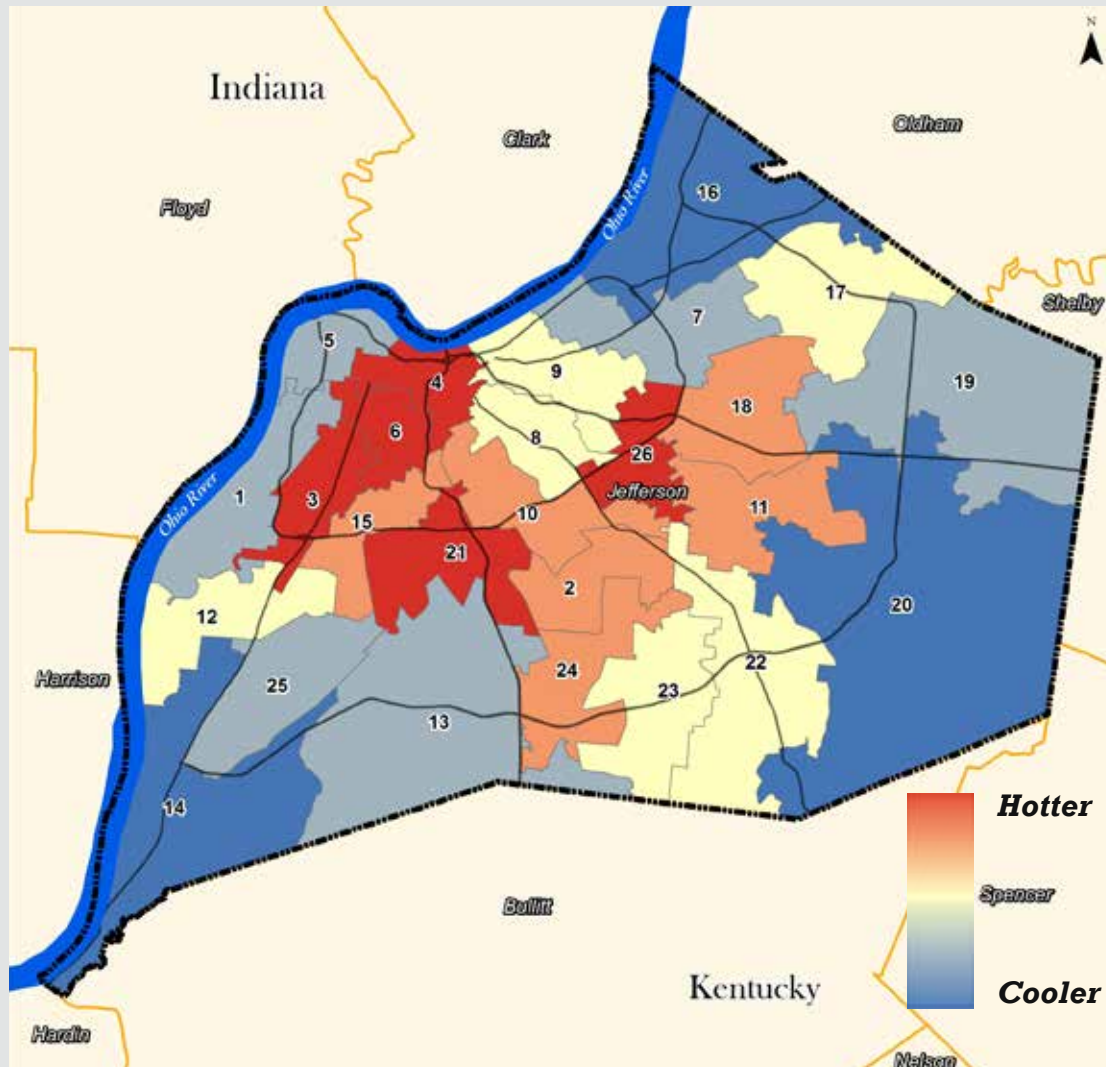 N
Indiana
Clark
Oldham
Floyd
Ohio River
16
17
Shelby
7
5
9
4
19
18
8
6
26
Jefferson
3
1
Ohio River
10
15
11
21
2
20
12
24
22
Harrison
25
23
13
14
Hotter
Spencer
Bullitt
Kentucky
Cooler
Hardin
Nelson